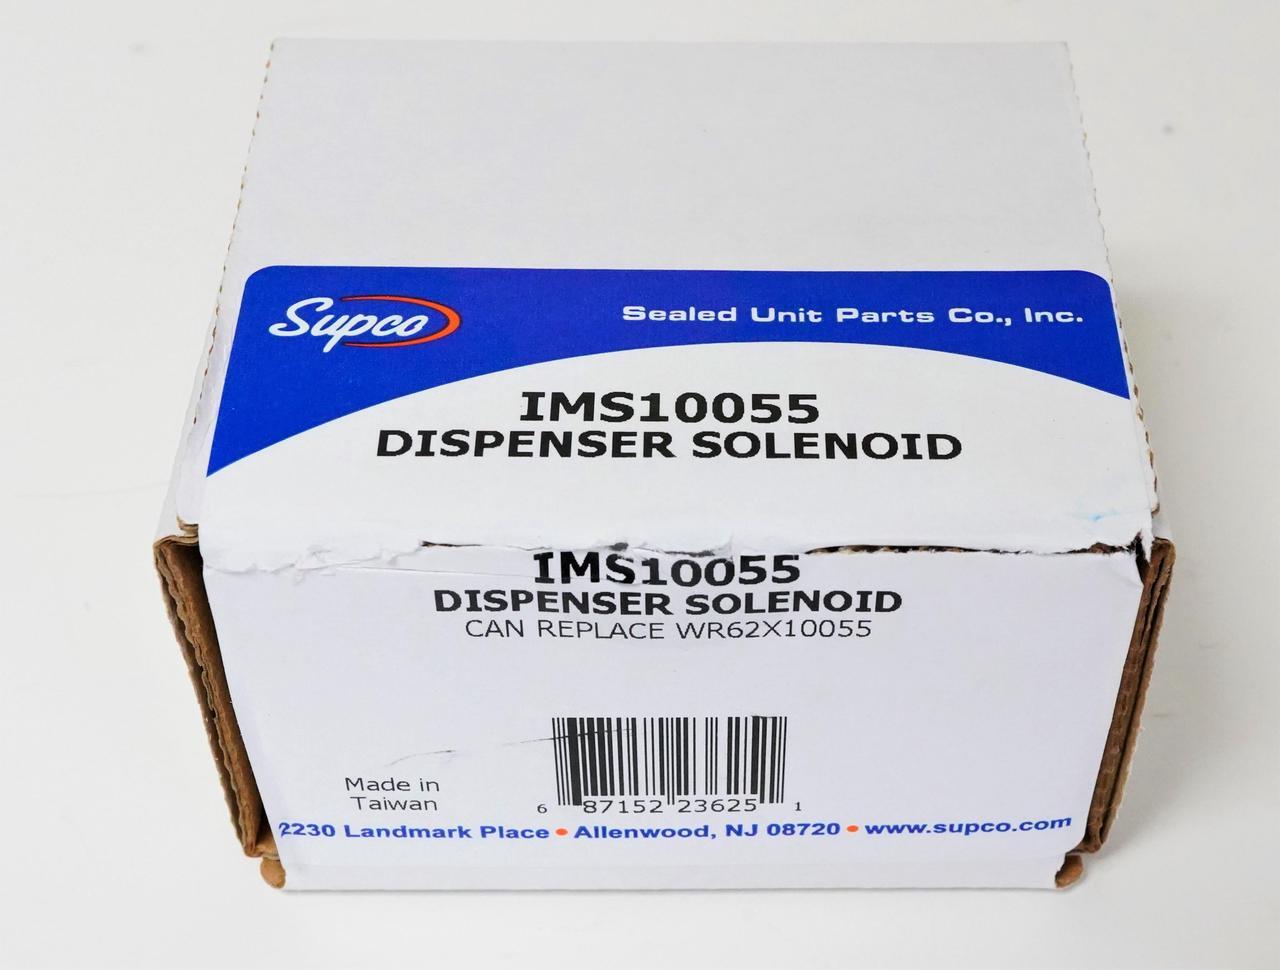 Supco
Sealed Unit Parts Co., Inc.
IMS10055
DISPENSER SOLENOID
IMS10055
DISPENSER SOLENOID
CAN REPLACE WR62X10055
Made in
Taiwan
6 87152 23625 1
2230 Landmark Place • Allenwood, NJ 08720 • www.supco.com